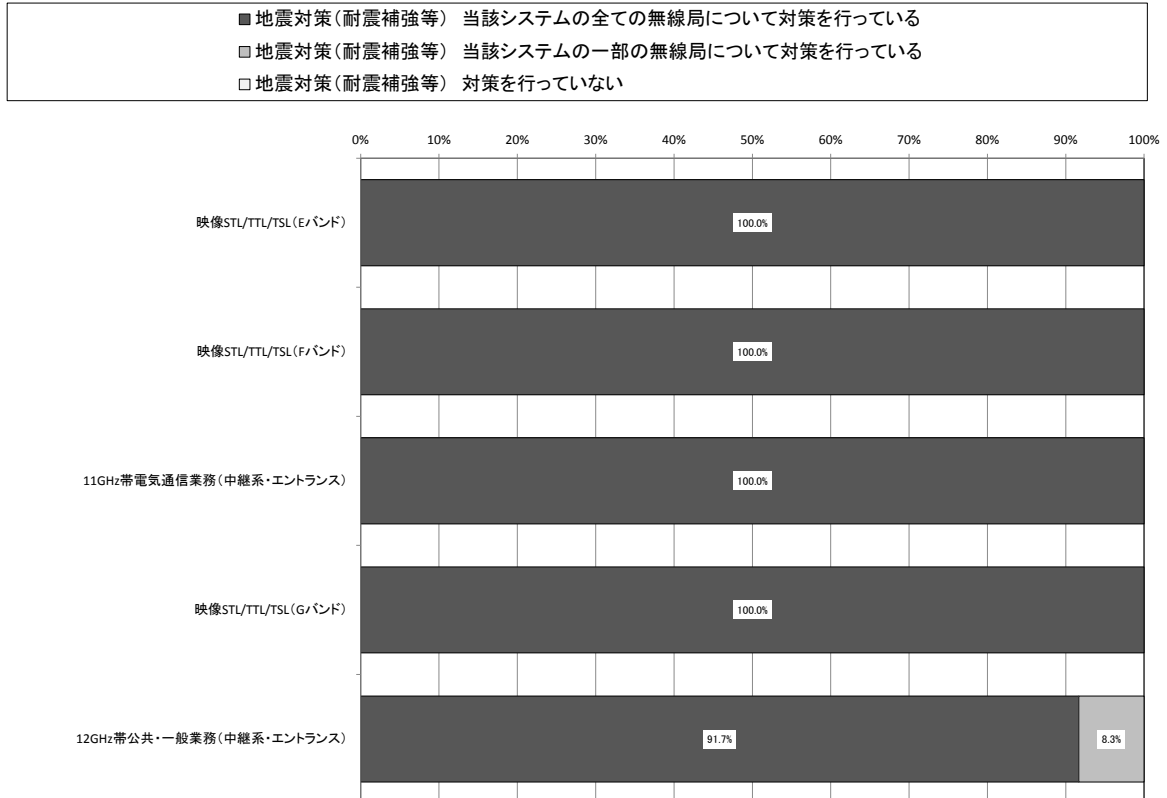 ■地震対策(耐震補強等) 当該システムの全ての無線局について対策を行っている
■地震対策(耐震補強等) 当該システムの一部の無線局について対策を行っている
□地震対策(耐震補強等) 対策を行っていない
0% 10% 20% 30% 40% 50% 60% 70% 80% 90% 100%
映像STL/TTL/TSL(Eバンド) 100.0%
映像STL/TTL/TSL(Fバンド) 100.0%
11GHz帯電気通信業務(中継系・エントランス) 100.0%
映像STL/TTL/TSL(Gバンド) 100.0%
12GHz帯公共・一般業務(中継系・エントランス) 91.7% 8.3%